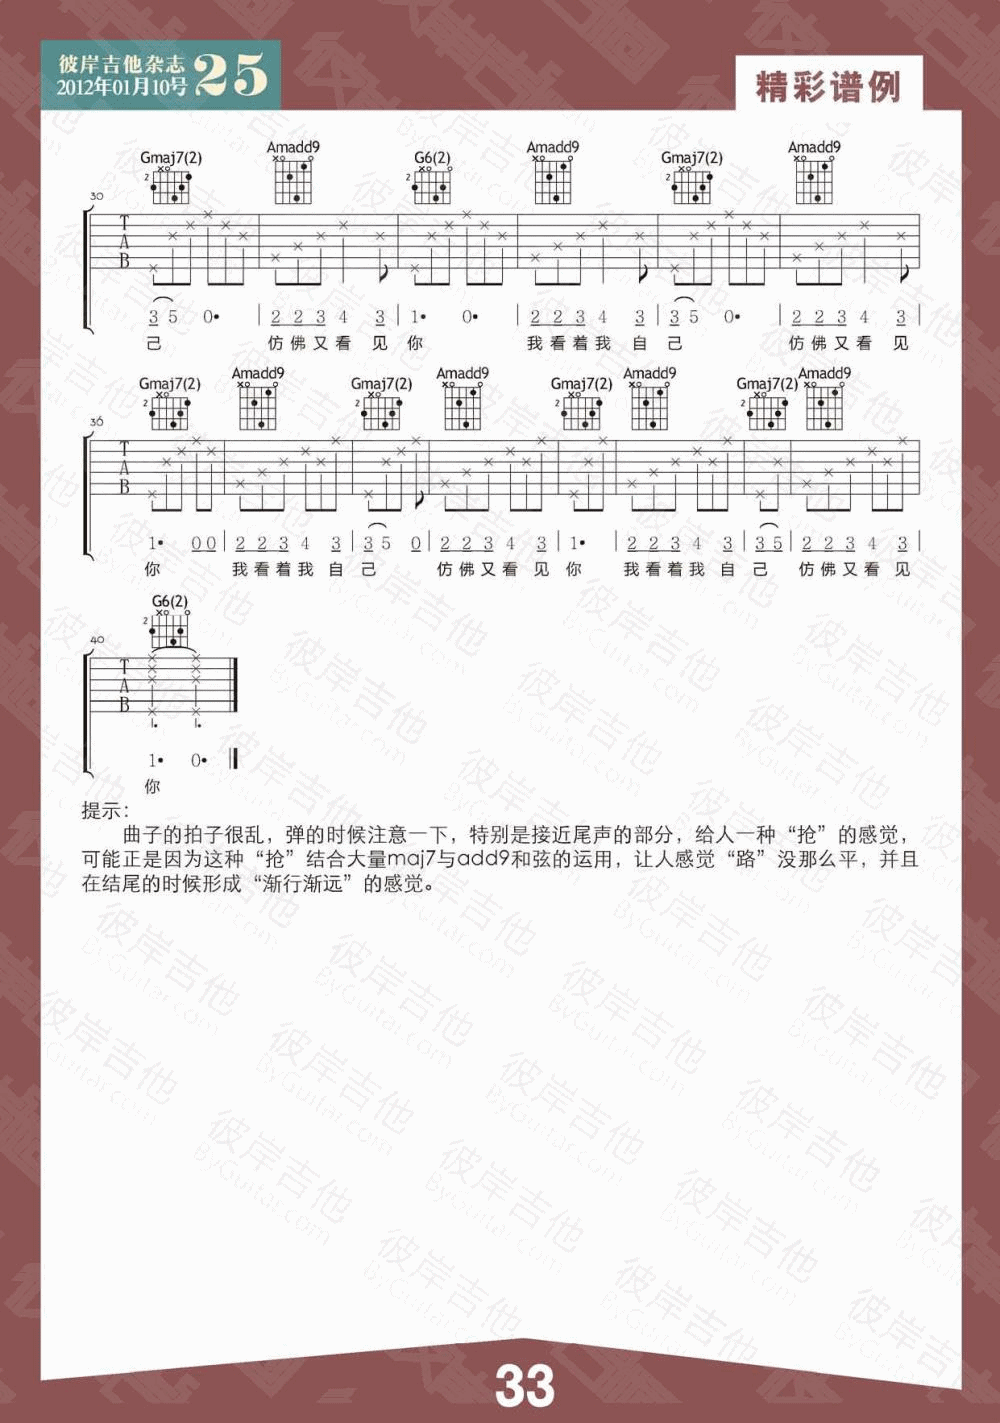 彼岸吉他杂志
2012年01月10号 25
精彩谱例
Gmaj7(2) Amadd9 G6(2) Amadd9 Gmaj7(2) Amadd9
30
T
A
B
3 5 0• | 2 2 3 4 3 | 1• 0• | 2 2 3 4 3 | 3 5 0• | 2 2 3 4 3 |
己 仿佛又看见你 我看着我自己 仿佛又看见
Gmaj7(2) Amadd9 Gmaj7(2) Amadd9 Gmaj7(2) Amadd9 Gmaj7(2) Amadd9
36
T
A
B
1• 0 0 | 2 2 3 4 3 | 3 5 0 | 2 2 3 4 3 | 1• | 2 2 3 4 3 | 3 5 | 2 2 3 4 3 |
你 我看着我自己 仿佛又看见你 我看着我自己 仿佛又看见
G6(2)
40
T
A
B
1• 0•
你
提示：
曲子的拍子很乱，弹的时候注意一下，特别是接近尾声的部分，给人一种“抢”的感觉，
可能正是因为这种“抢”结合大量maj7与add9和弦的运用，让人感觉“路”没那么平，并且
在结尾的时候形成“渐行渐远”的感觉。
33